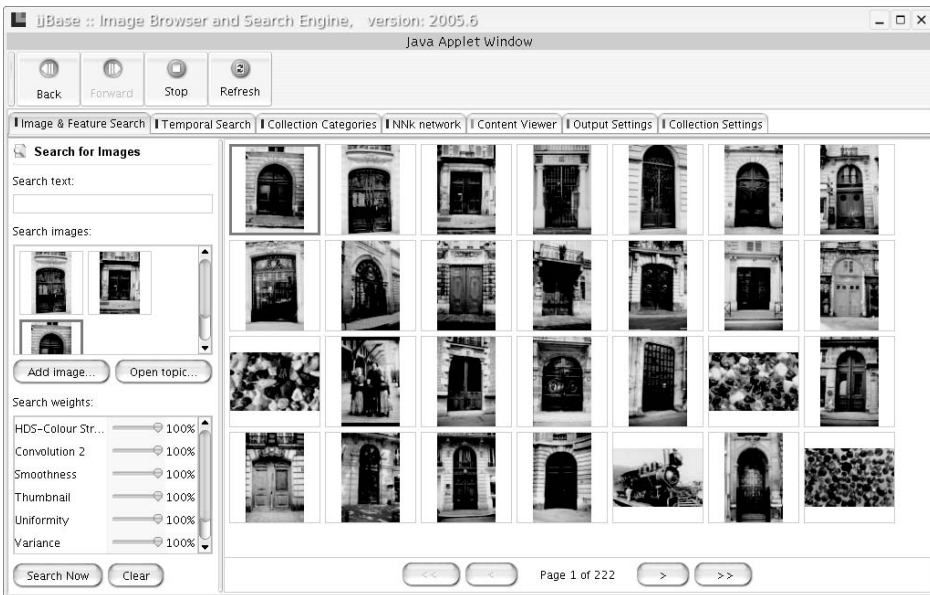 ijBase :: Image Browser and Search Engine, version: 2005.6
Java Applet Window
Back Forward Stop Refresh
Image & Feature Search Temporal Search Collection Categories NNk network Content Viewer Output Settings Collection Settings
Search for Images
Search text:
Search images:
Add image... Open topic...
Search weights:
HDS-Colour Str... 100%
Convolution 2 100%
Smoothness 100%
Thumbnail 100%
Uniformity 100%
Variance 100%
Search Now Clear
<< < Page 1 of 222 > >>